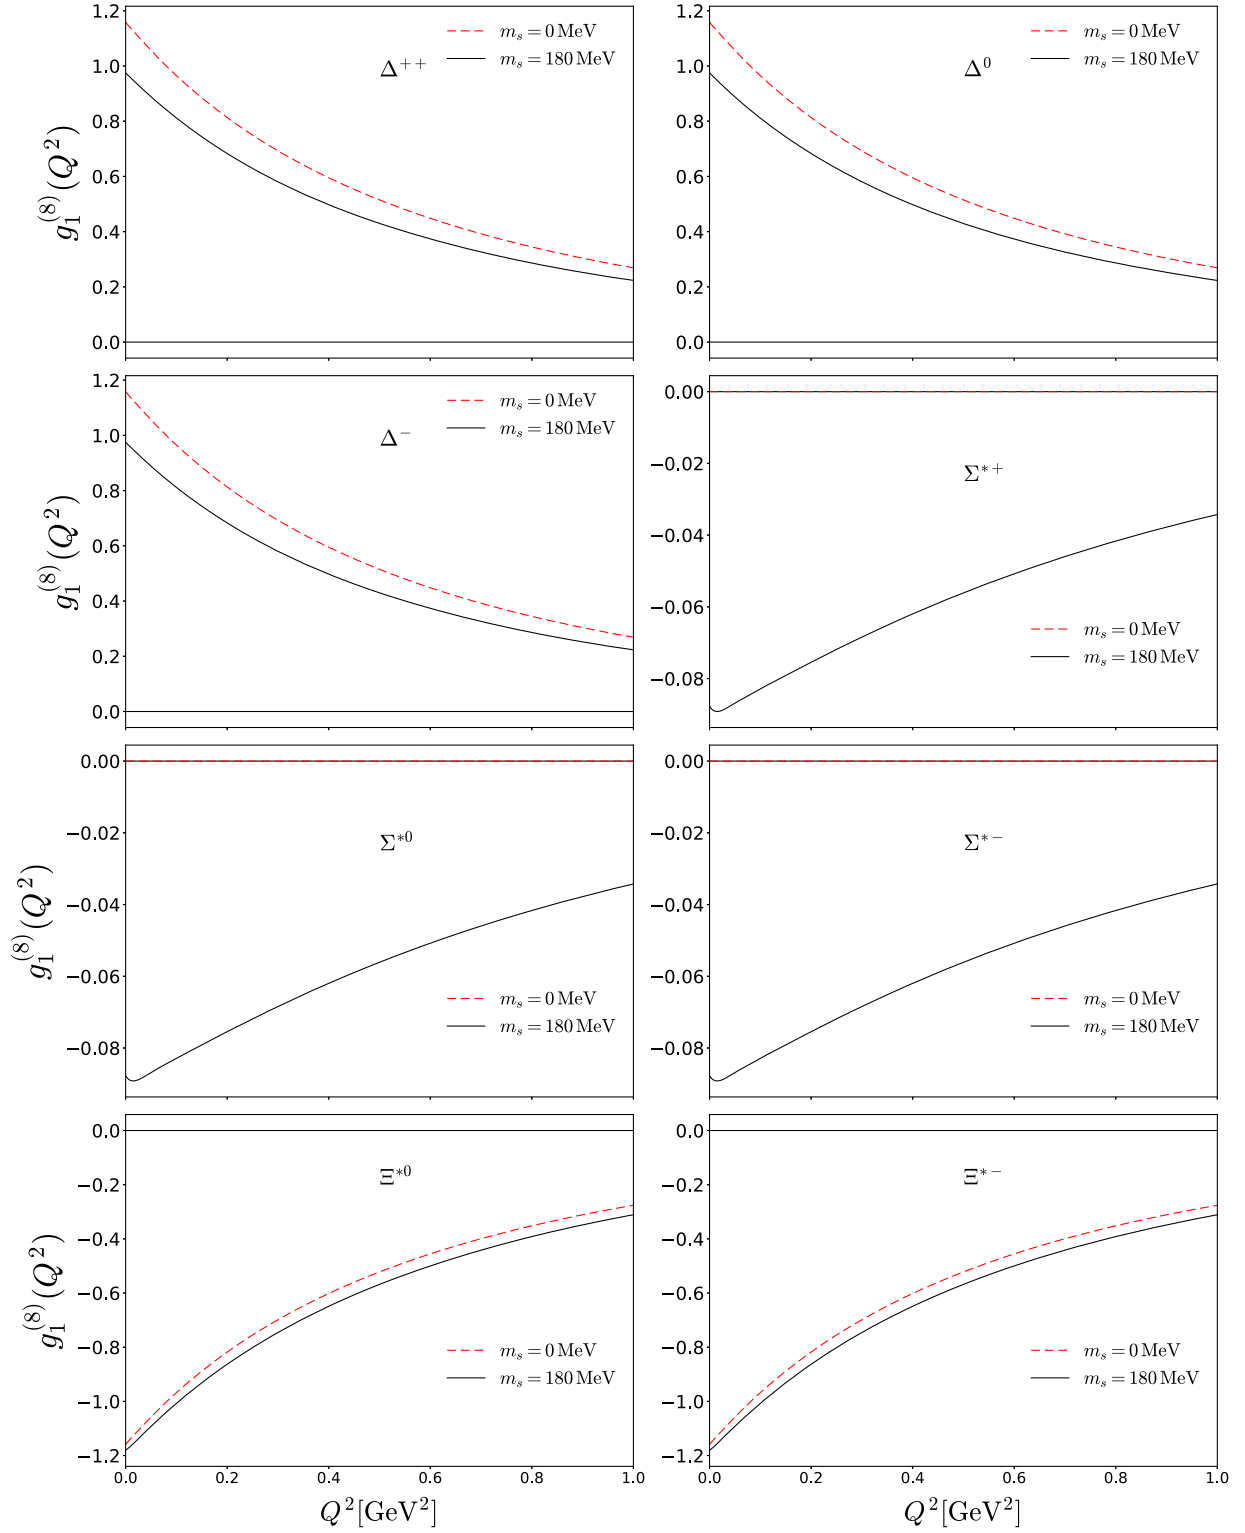 g_1^{(8)}(Q^2)
1.2
1.0
0.8
0.6
0.4
0.2
0.0
Δ^{++}
m_s = 0 MeV
m_s = 180 MeV
1.2
1.0
0.8
0.6
0.4
0.2
0.0
Δ^0
m_s = 0 MeV
m_s = 180 MeV
g_1^{(8)}(Q^2)
1.2
1.0
0.8
0.6
0.4
0.2
0.0
Δ^−
m_s = 0 MeV
m_s = 180 MeV
0.00
−0.02
−0.04
−0.06
−0.08
Σ^{*+}
m_s = 0 MeV
m_s = 180 MeV
g_1^{(8)}(Q^2)
0.00
−0.02
−0.04
−0.06
−0.08
Σ^{*0}
m_s = 0 MeV
m_s = 180 MeV
0.00
−0.02
−0.04
−0.06
−0.08
Σ^{*−}
m_s = 0 MeV
m_s = 180 MeV
g_1^{(8)}(Q^2)
0.0
−0.2
−0.4
−0.6
−0.8
−1.0
−1.2
Ξ^{*0}
m_s = 0 MeV
m_s = 180 MeV
0.0 0.2 0.4 0.6 0.8 1.0
Q^2[GeV^2]
0.0
−0.2
−0.4
−0.6
−0.8
−1.0
−1.2
Ξ^{*−}
m_s = 0 MeV
m_s = 180 MeV
0.0 0.2 0.4 0.6 0.8 1.0
Q^2[GeV^2]